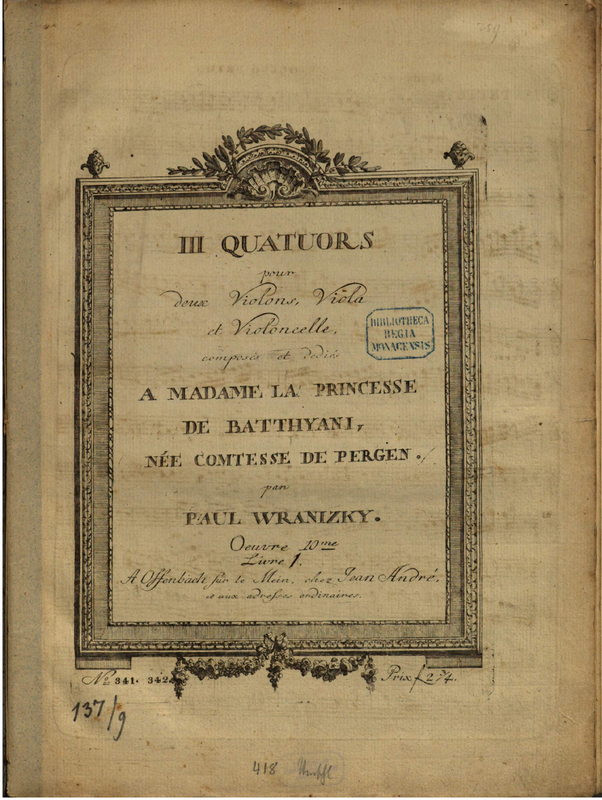 III QUATUORS
pour
deux Violons, Viola
et Violoncelle,
composés et dediés
BIBLIOTHECA
REGIA
MONACENSIS
A MADAME LA PRINCESSE
DE BATTHYANI,
NÉE COMTESSE DE PERGEN.
par
PAUL WRANIZKY.
Oeuvre 10me
Livre 1.
A Offenbach sur le Mein, chez Jean André,
et aux adresses ordinaires.
No 341. 342.
Prix f 2 3/4.
137/9
418